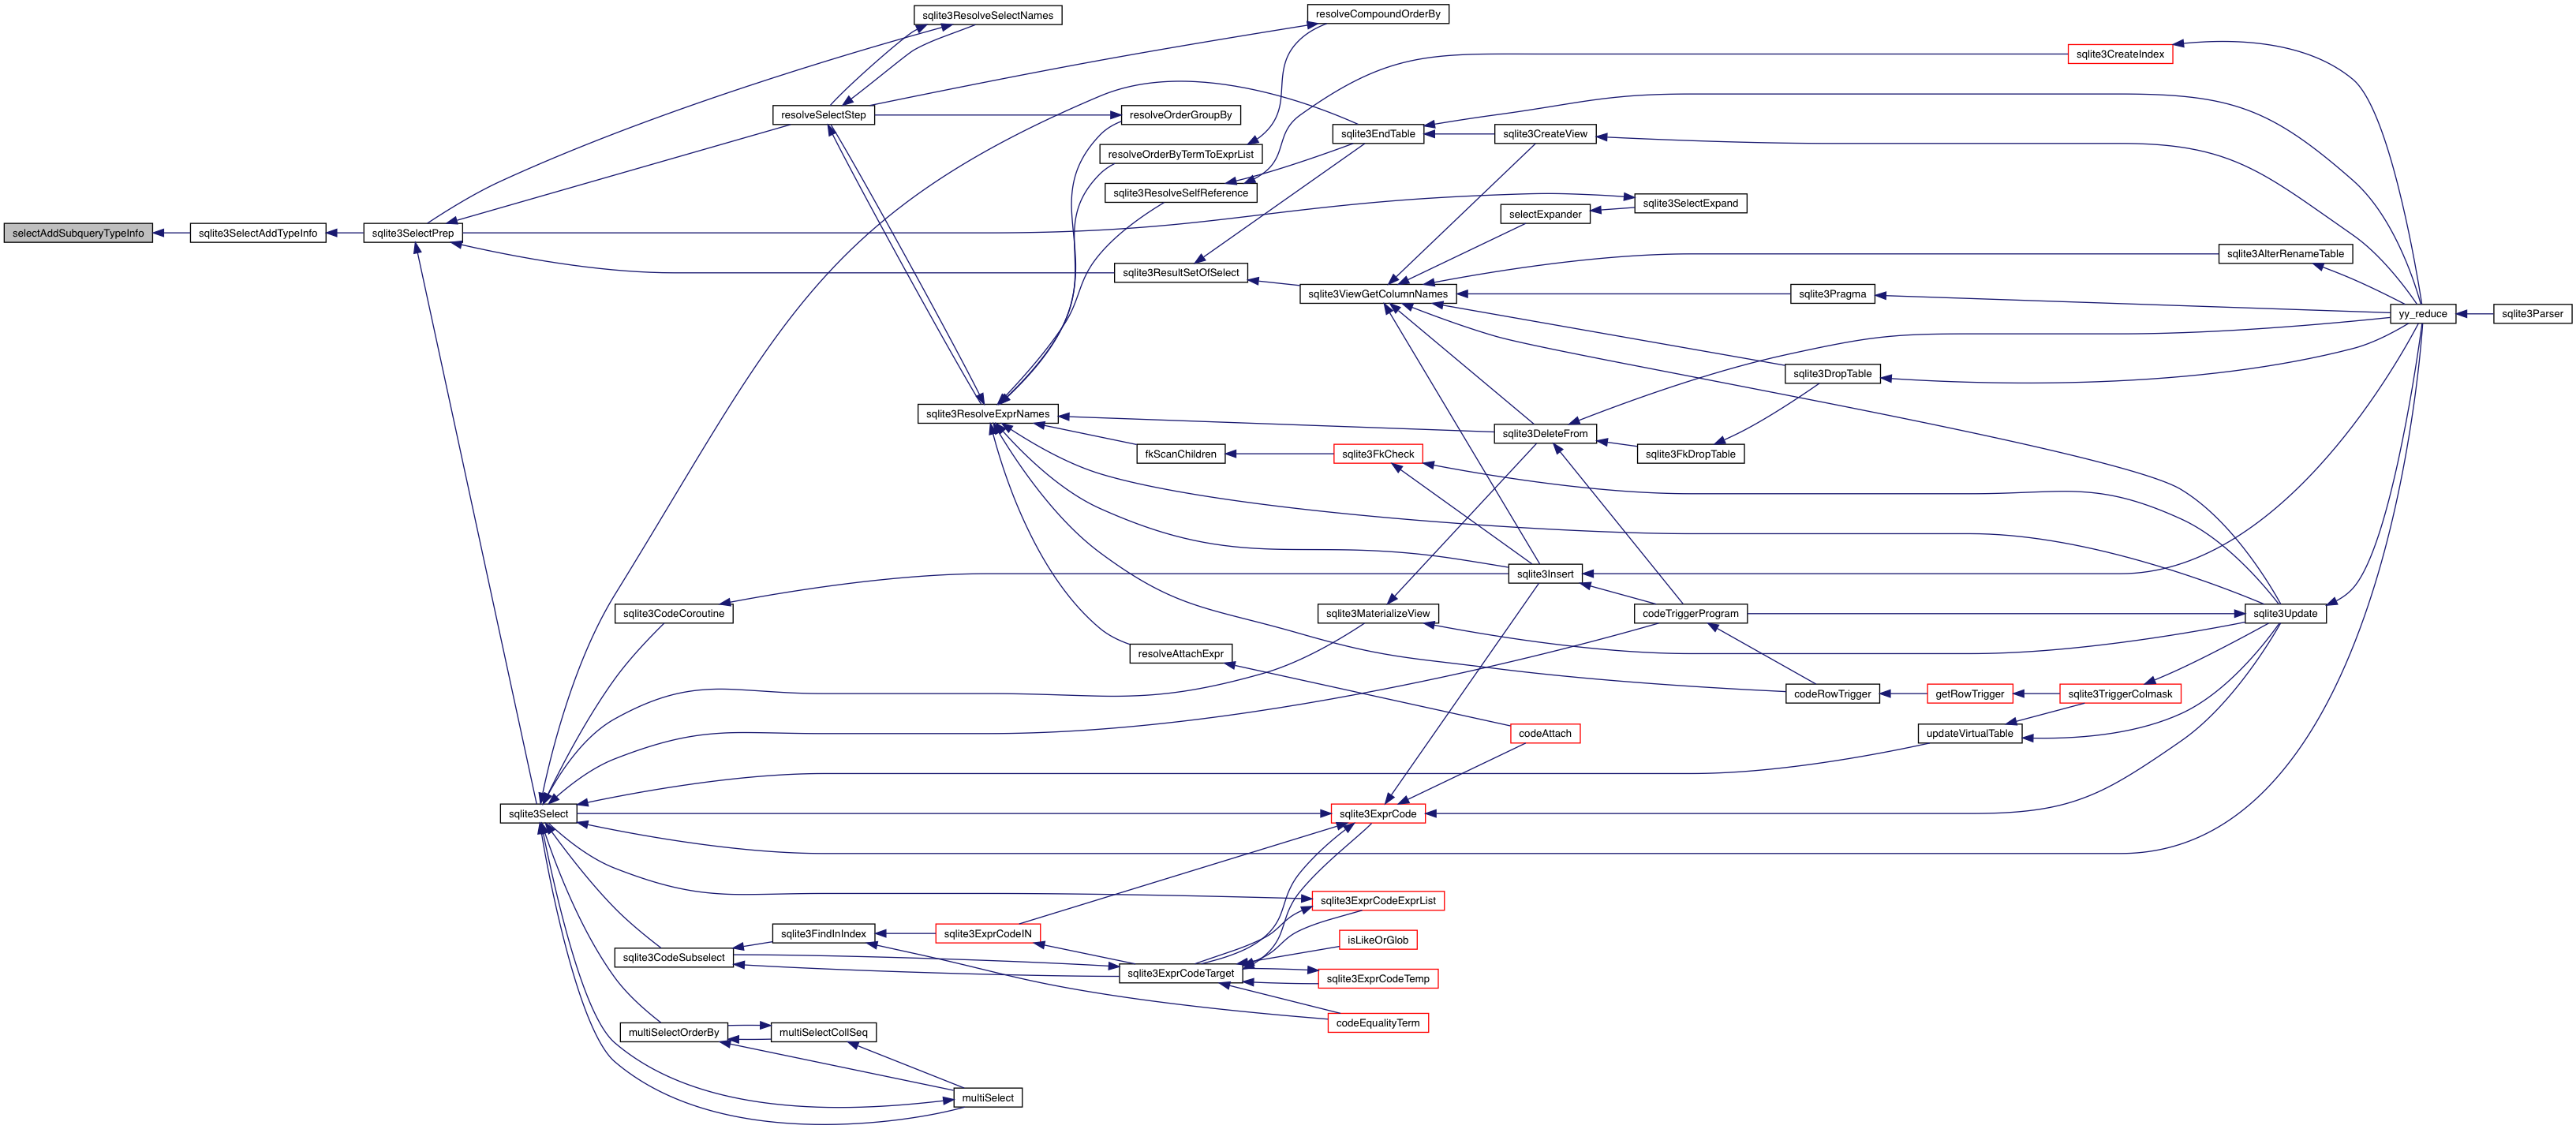 sqlite3ResolveSelectNames
resolveCompoundOrderBy
sqlite3CreateIndex
resolveSelectStep
resolveOrderGroupBy
sqlite3EndTable
sqlite3CreateView
resolveOrderByTermToExprList
sqlite3ResolveSelfReference
sqlite3SelectExpand
selectExpander
selectAddSubqueryTypeInfo
sqlite3SelectAddTypeInfo
sqlite3SelectPrep
sqlite3AlterRenameTable
sqlite3ResultSetOfSelect
sqlite3ViewGetColumnNames
sqlite3Pragma
yy_reduce
sqlite3Parser
sqlite3DropTable
sqlite3ResolveExprNames
sqlite3DeleteFrom
fkScanChildren
sqlite3FkCheck
sqlite3FkDropTable
sqlite3Insert
sqlite3CodeCoroutine
sqlite3MaterializeView
codeTriggerProgram
sqlite3Update
resolveAttachExpr
codeRowTrigger
getRowTrigger
sqlite3TriggerColmask
codeAttach
updateVirtualTable
sqlite3Select
sqlite3ExprCode
sqlite3ExprCodeExprList
sqlite3FindInIndex
sqlite3ExprCodeIN
isLikeOrGlob
sqlite3CodeSubselect
sqlite3ExprCodeTarget
sqlite3ExprCodeTemp
codeEqualityTerm
multiSelectOrderBy
multiSelectCollSeq
multiSelect